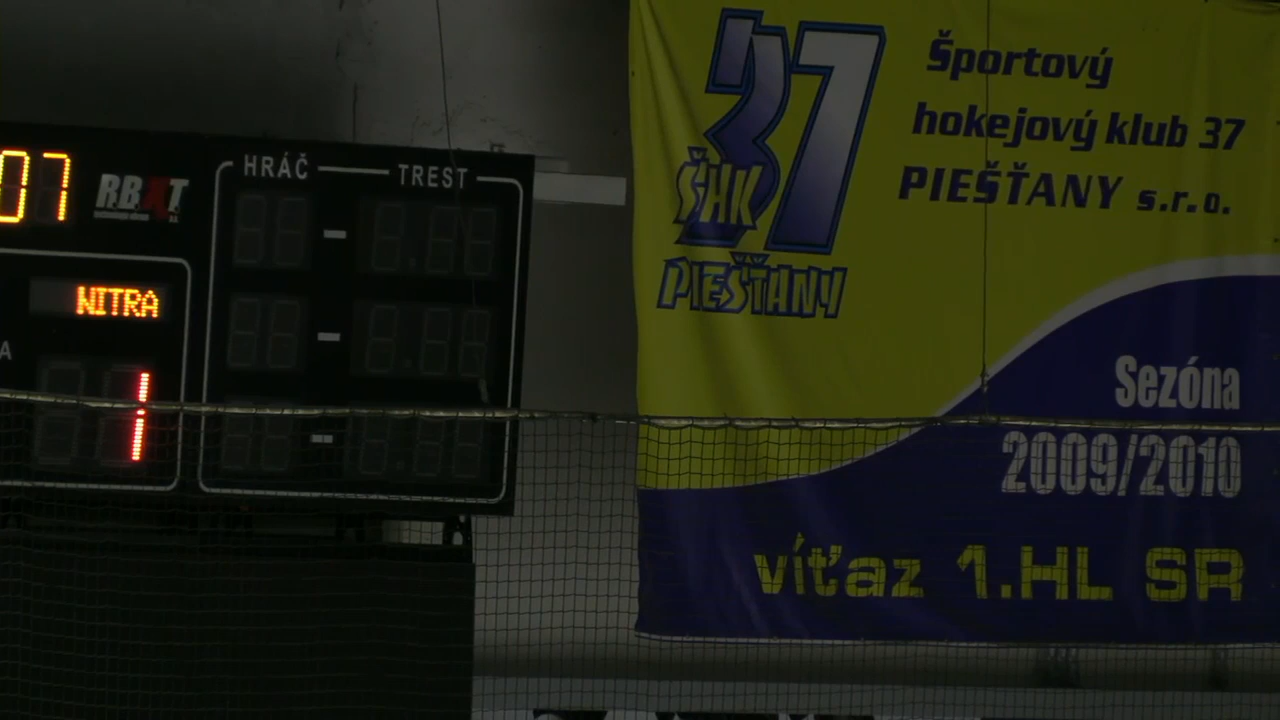 07
RBAT
HRÁČ TREST
NITRA
A
1
37
ŠHK
PIEŠŤANY
Športový
hokejový klub 37
PIEŠŤANY s.r.o.
Sezóna
2009/2010
víťaz 1.HL SR